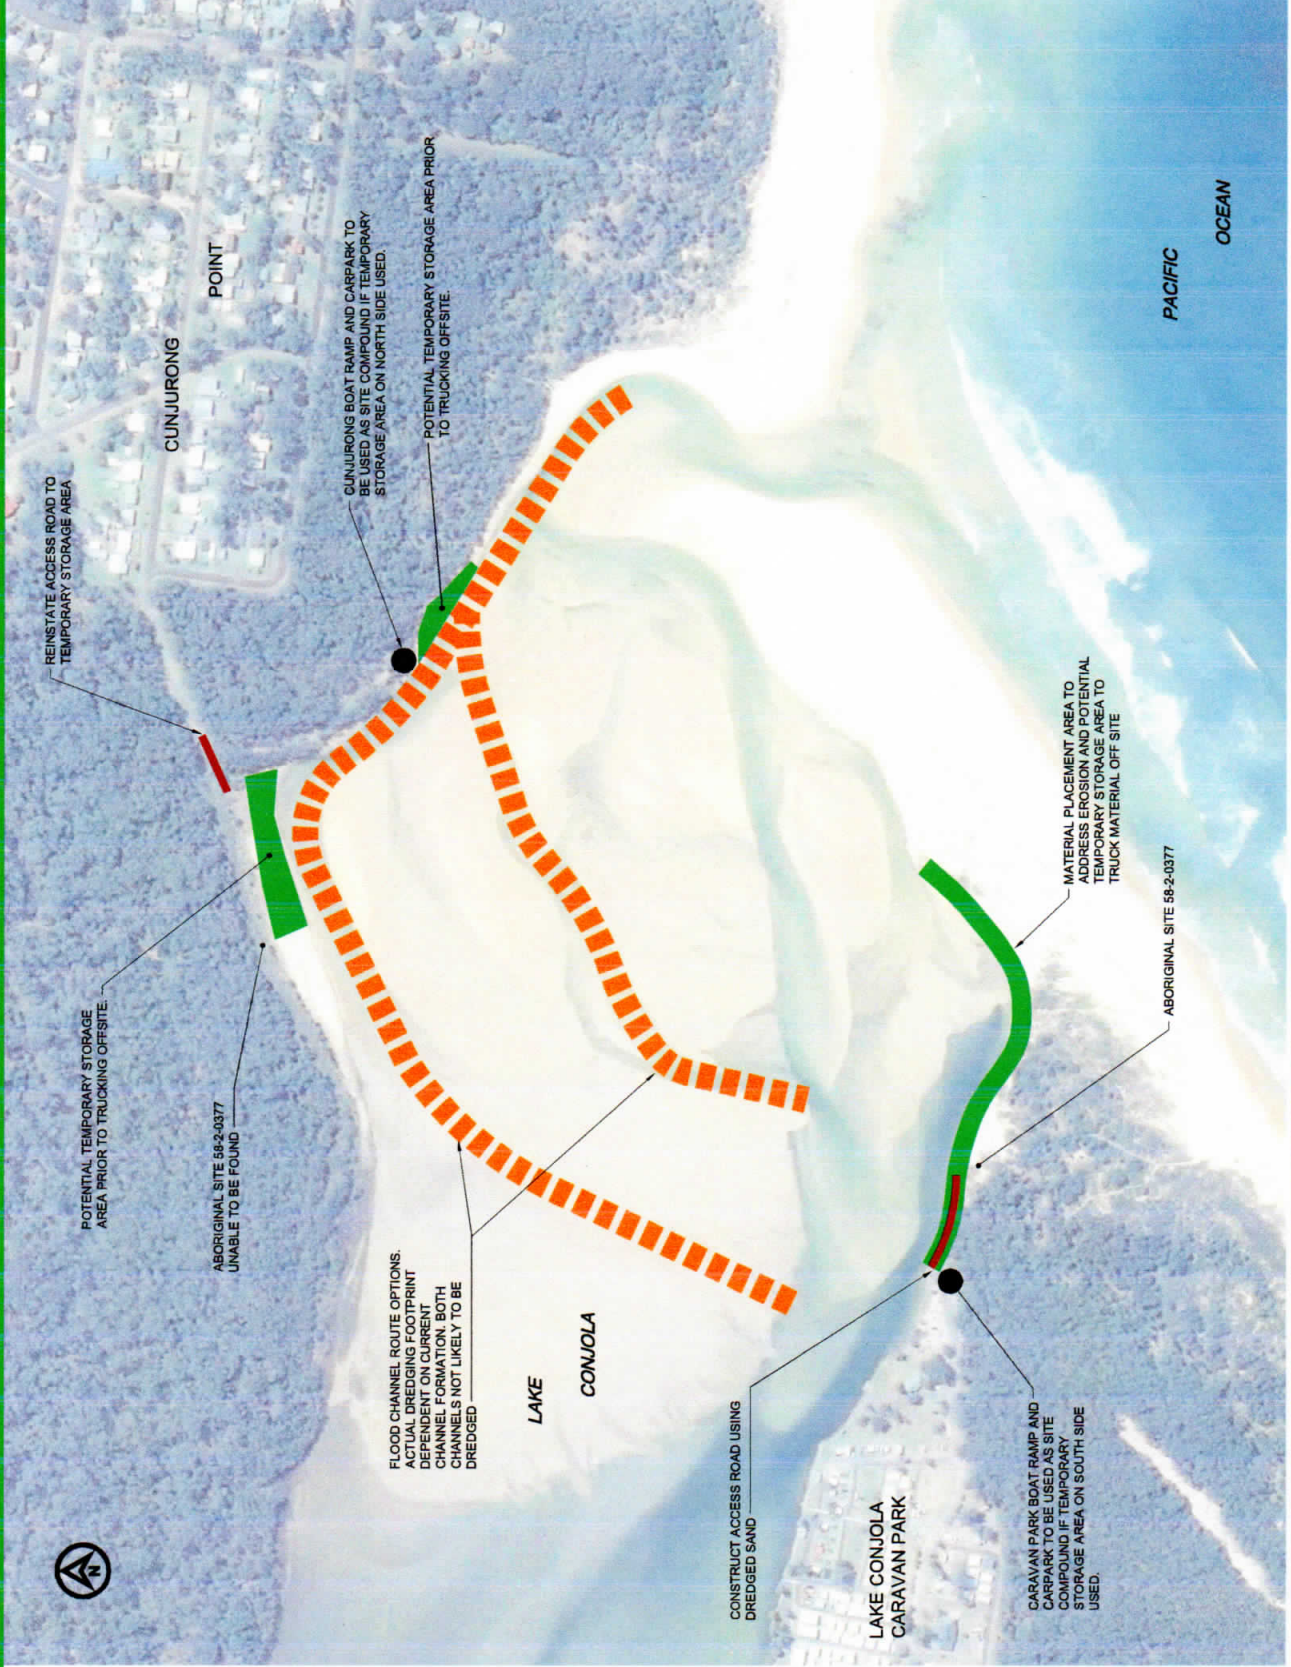 N
POTENTIAL TEMPORARY STORAGE
AREA PRIOR TO TRUCKING OFFSITE.
REINSTATE ACCESS ROAD TO
TEMPORARY STORAGE AREA
CUNJURONG
POINT
ABORIGINAL SITE 58-2-0377
UNABLE TO BE FOUND
CUNJURONG BOAT RAMP AND CARPARK TO
BE USED AS SITE COMPOUND IF TEMPORARY
STORAGE AREA ON NORTH SIDE USED.
POTENTIAL TEMPORARY STORAGE AREA PRIOR
TO TRUCKING OFFSITE.
FLOOD CHANNEL ROUTE OPTIONS.
ACTUAL DREDGING FOOTPRINT
DEPENDENT ON CURRENT
CHANNEL FORMATION. BOTH
CHANNELS NOT LIKELY TO BE
DREDGED
LAKE
CONJOLA
CONSTRUCT ACCESS ROAD USING
DREDGED SAND
LAKE CONJOLA
CARAVAN PARK
CARAVAN PARK BOAT RAMP AND
CARPARK TO BE USED AS SITE
COMPOUND IF TEMPORARY
STORAGE AREA ON SOUTH SIDE
USED.
MATERIAL PLACEMENT AREA TO
ADDRESS EROSION AND POTENTIAL
TEMPORARY STORAGE AREA TO
TRUCK MATERIAL OFF SITE
ABORIGINAL SITE 58-2-0377
PACIFIC
OCEAN